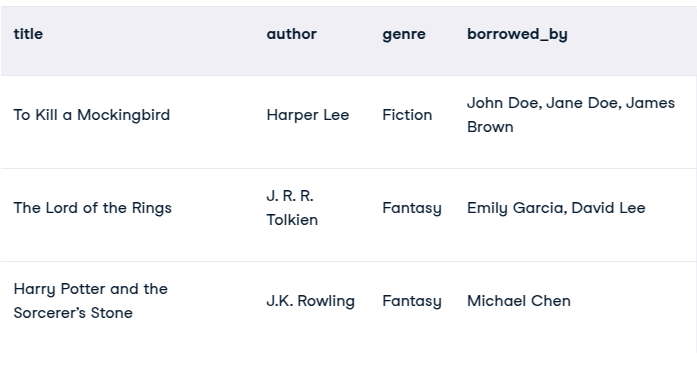 title author genre borrowed_by
To Kill a Mockingbird Harper Lee Fiction John Doe, Jane Doe, James
Brown
The Lord of the Rings J. R. R.
Tolkien Fantasy Emily Garcia, David Lee
Harry Potter and the
Sorcerer’s Stone J.K. Rowling Fantasy Michael Chen